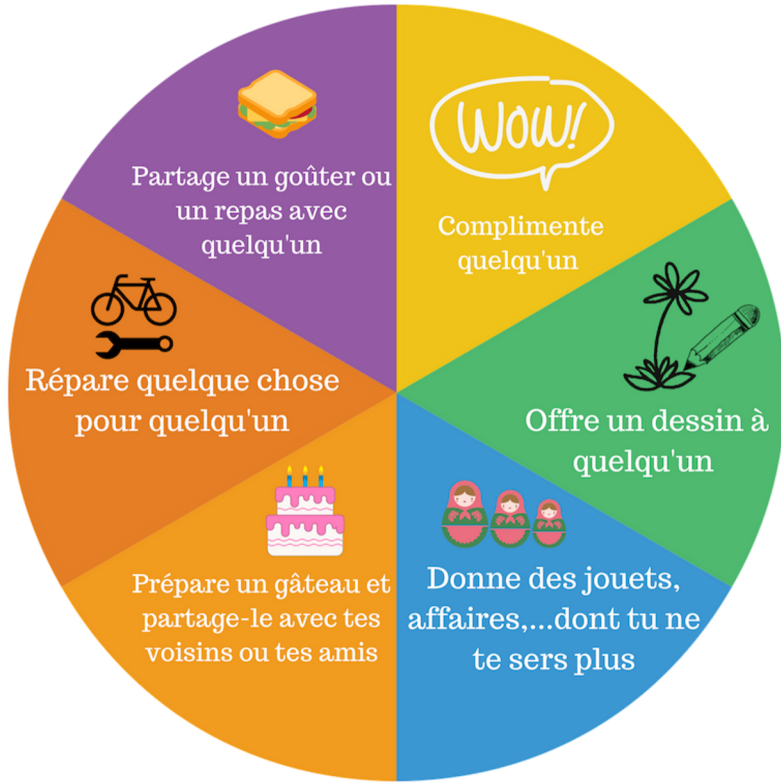 WOW!
Complimente
quelqu'un
Offre un dessin à
quelqu'un
Donne des jouets,
affaires,...dont tu ne
te sers plus
Prépare un gâteau et
partage-le avec tes
voisins ou tes amis
Répare quelque chose
pour quelqu'un
Partage un goûter ou
un repas avec
quelqu'un